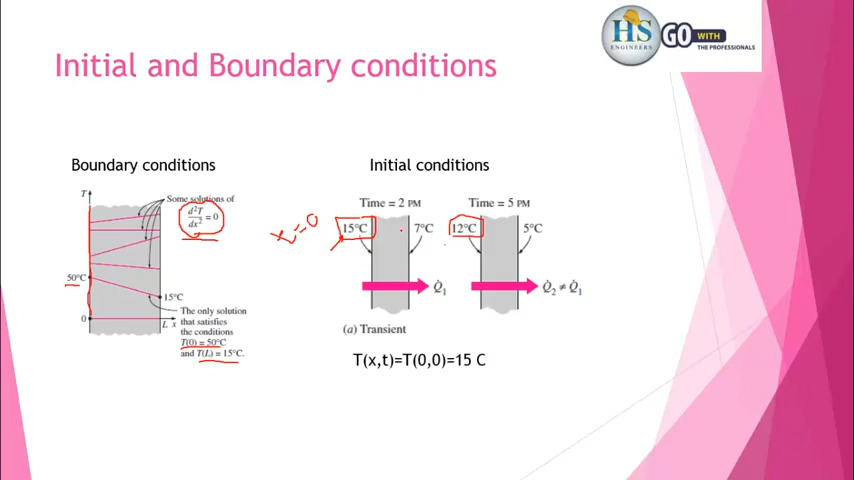 HS
ENGINEERS
GO WITH
THE PROFESSIONALS
Initial and Boundary conditions
Boundary conditions
T
Some solutions of
d²T
dx² = 0
50°C
15°C
0
L x
The only solution
that satisfies
the conditions
T(0) = 50°C
and T(L) = 15°C.
Initial conditions
Time = 2 PM
Time = 5 PM
x=0
15°C
7°C
12°C
5°C
Q̇₁
Q̇₂ ≠ Q̇₁
(a) Transient
T(x,t)=T(0,0)=15 C